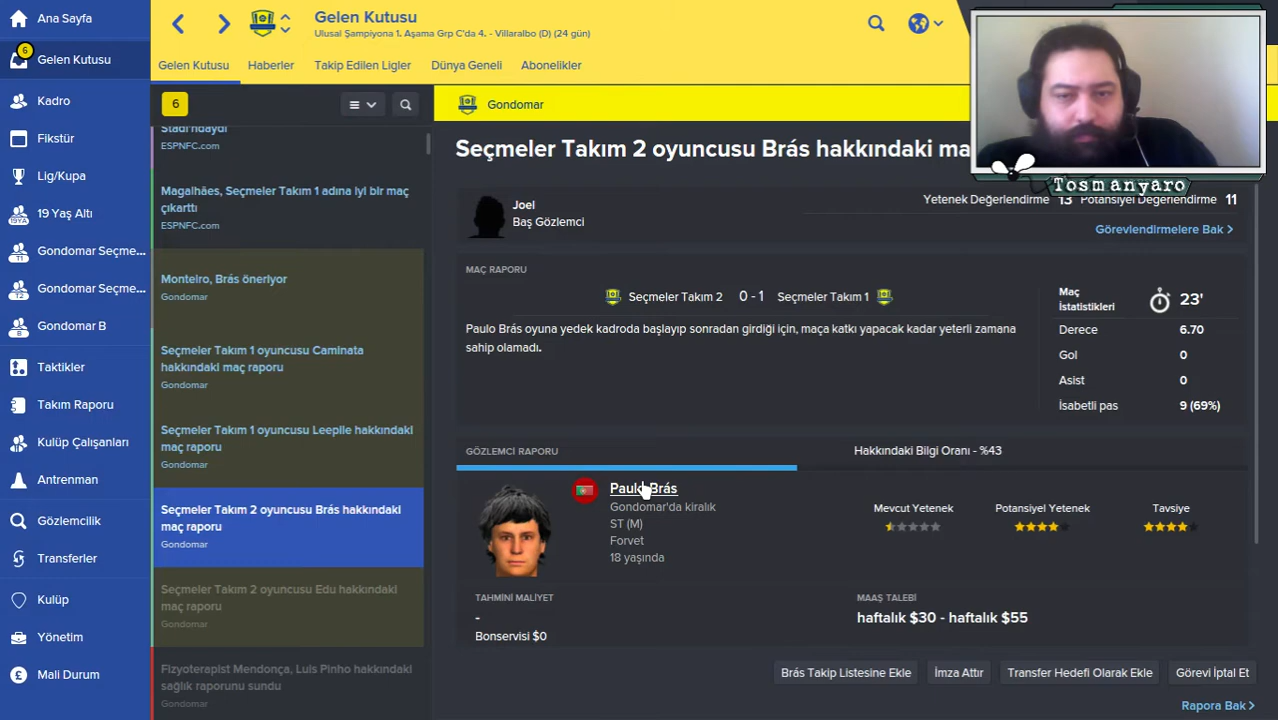 Ana Sayfa
6
Gelen Kutusu
Kadro
Fikstür
Lig/Kupa
19 Yaş Altı
Gondomar Seçme...
Gondomar Seçme...
Gondomar B
Taktikler
Takım Raporu
Kulüp Çalışanları
Antrenman
Gözlemcilik
Transferler
Kulüp
Yönetim
Mali Durum
Gelen Kutusu
Ulusal Şampiyona 1. Aşama Grp C'da 4. - Villaralbo (D) (24 gün)
Gelen Kutusu Haberler Takip Edilen Ligler Dünya Geneli Abonelikler
6
Stadı'ndaydı
ESPNFC.com
Magalhães, Seçmeler Takım 1 adına iyi bir maç
çıkarttı
ESPNFC.com
Monteiro, Brás öneriyor
Gondomar
Seçmeler Takım 1 oyuncusu Caminata
hakkındaki maç raporu
Gondomar
Seçmeler Takım 1 oyuncusu Leeplle hakkındaki
maç raporu
Gondomar
Seçmeler Takım 2 oyuncusu Brás hakkındaki
maç raporu
Gondomar
Seçmeler Takım 2 oyuncusu Edu hakkındaki
maç raporu
Gondomar
Fizyoterapist Mendonça, Luis Pinho hakkındaki
sağlık raporunu sundu
Gondomar
Gondomar
Seçmeler Takım 2 oyuncusu Brás hakkındaki ma
Tosmanyaro
Joel
Baş Gözlemci
Yetenek Değerlendirme 13 Potansiyel Değerlendirme 11
Görevlendirmelere Bak >
MAÇ RAPORU
Seçmeler Takım 2 0 - 1 Seçmeler Takım 1
Paulo Brás oyuna yedek kadroda başlayıp sonradan girdiği için, maça katkı yapacak kadar yeterli zamana
sahip olamadı.
Maç
İstatistikleri
23'
Derece 6.70
Gol 0
Asist 0
İsabetli pas 9 (69%)
GÖZLEMCİ RAPORU
Hakkındaki Bilgi Oranı - %43
Paulo Brás
Gondomar'da kiralık
ST (M)
Forvet
18 yaşında
Mevcut Yetenek
Potansiyel Yetenek
Tavsiye
TAHMİNİ MALİYET
-
Bonservisi $0
MAAŞ TALEBİ
haftalık $30 - haftalık $55
Brás Takip Listesine Ekle
İmza Attır
Transfer Hedefi Olarak Ekle
Görevi İptal Et
Rapora Bak >